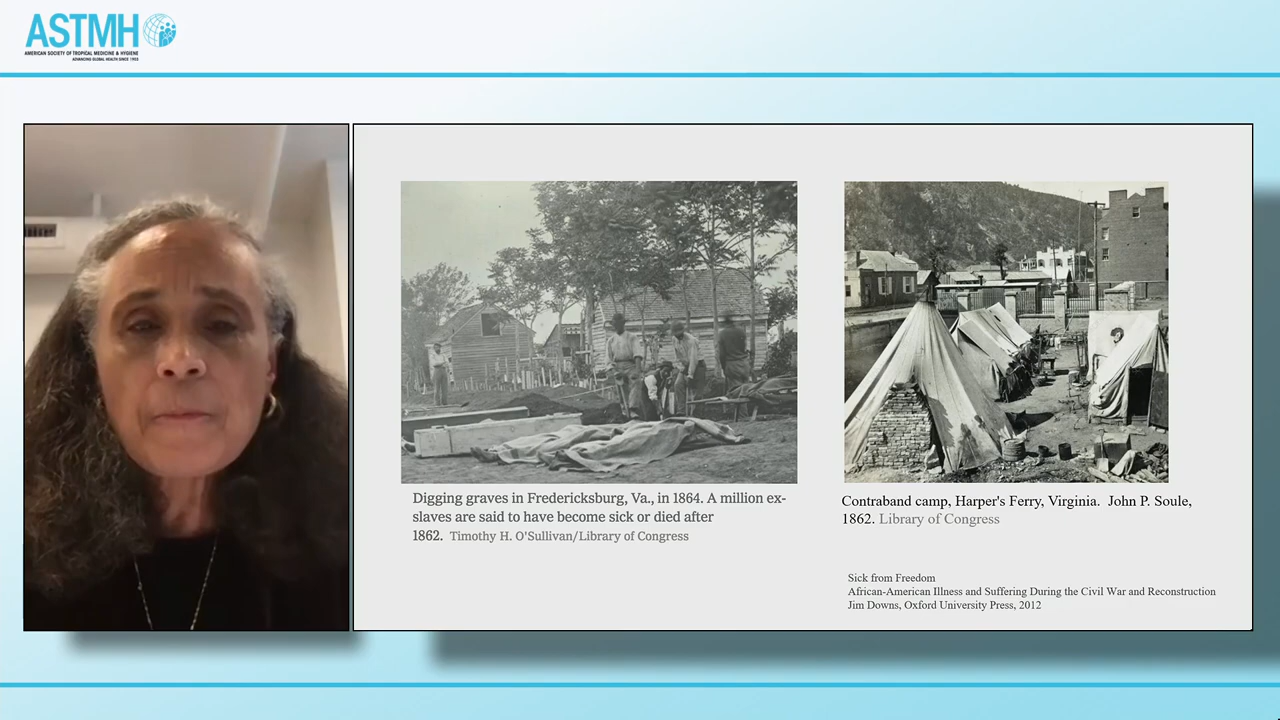 ASTMH
AMERICAN SOCIETY OF TROPICAL MEDICINE & HYGIENE
ADVANCING GLOBAL HEALTH SINCE 1903
Digging graves in Fredericksburg, Va., in 1864. A million ex-
slaves are said to have become sick or died after
1862. Timothy H. O'Sullivan/Library of Congress
Contraband camp, Harper's Ferry, Virginia. John P. Soule,
1862. Library of Congress
Sick from Freedom
African-American Illness and Suffering During the Civil War and Reconstruction
Jim Downs, Oxford University Press, 2012